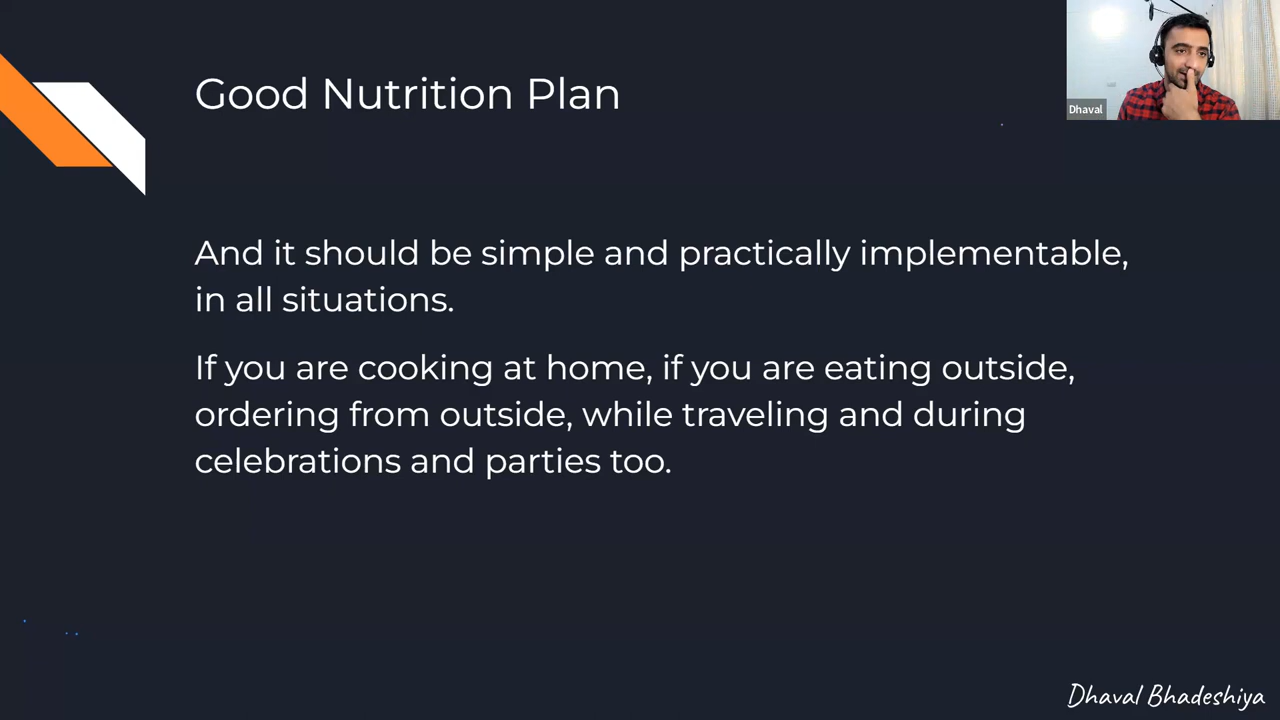 Good Nutrition Plan
Dhaval
And it should be simple and practically implementable,
in all situations.
If you are cooking at home, if you are eating outside,
ordering from outside, while traveling and during
celebrations and parties too.
Dhaval Bhadeshiya